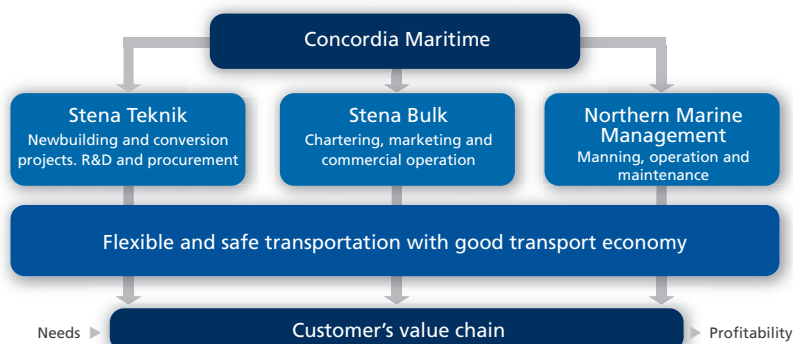 Concordia Maritime
Stena Teknik
Newbuilding and conversion
projects. R&D and procurement
Stena Bulk
Chartering, marketing and
commercial operation
Northern Marine
Management
Manning, operation and
maintenance
Flexible and safe transportation with good transport economy
Needs
Customer’s value chain
Profitability